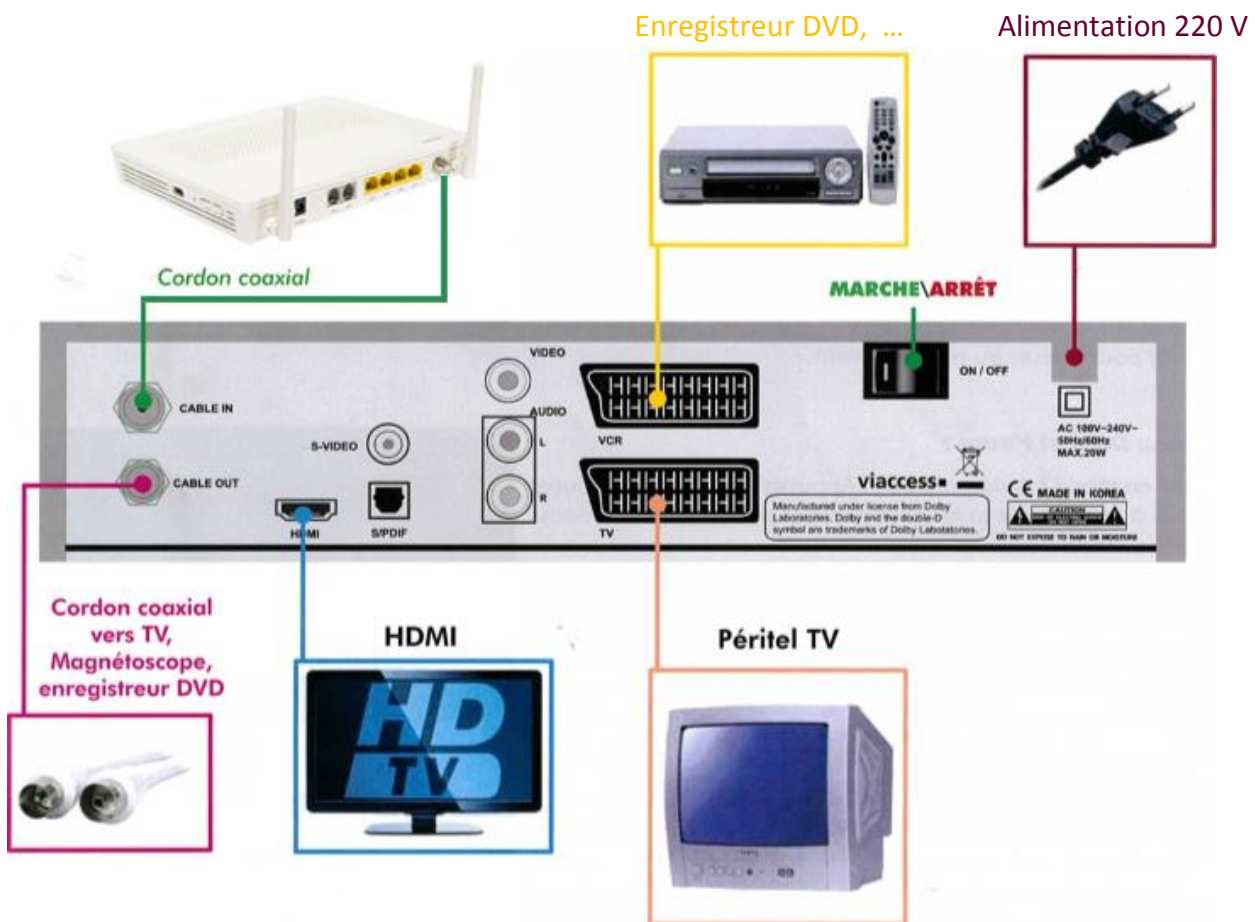 Enregistreur DVD, ...
Alimentation 220 V
Cordon coaxial
MARCHE\ARRÊT
VIDEO
ON / OFF
CABLE IN
AUDIO
L
S-VIDEO
VCR
AC 100V~240V~
50Hz/60Hz
MAX.20W
CABLE OUT
R
viaccess
CE MADE IN KOREA
Manufactured under license from Dolby
Laboratories. Dolby and the double-D
symbol are trademarks of Dolby Labotatories.
CAUTION
DO NOT EXPOSE TO RAIN OR MOISTURE
HDMI
S/PDIF
TV
Cordon coaxial
vers TV,
Magnétoscope,
enregistreur DVD
HDMI
Péritel TV
HD
TV